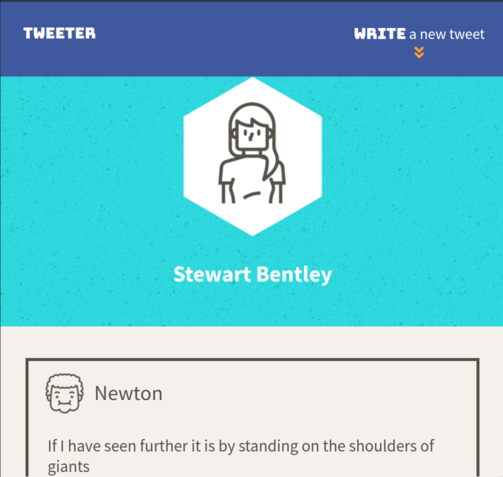 TWEETER
WRITE a new tweet
Stewart Bentley
Newton
If I have seen further it is by standing on the shoulders of
giants